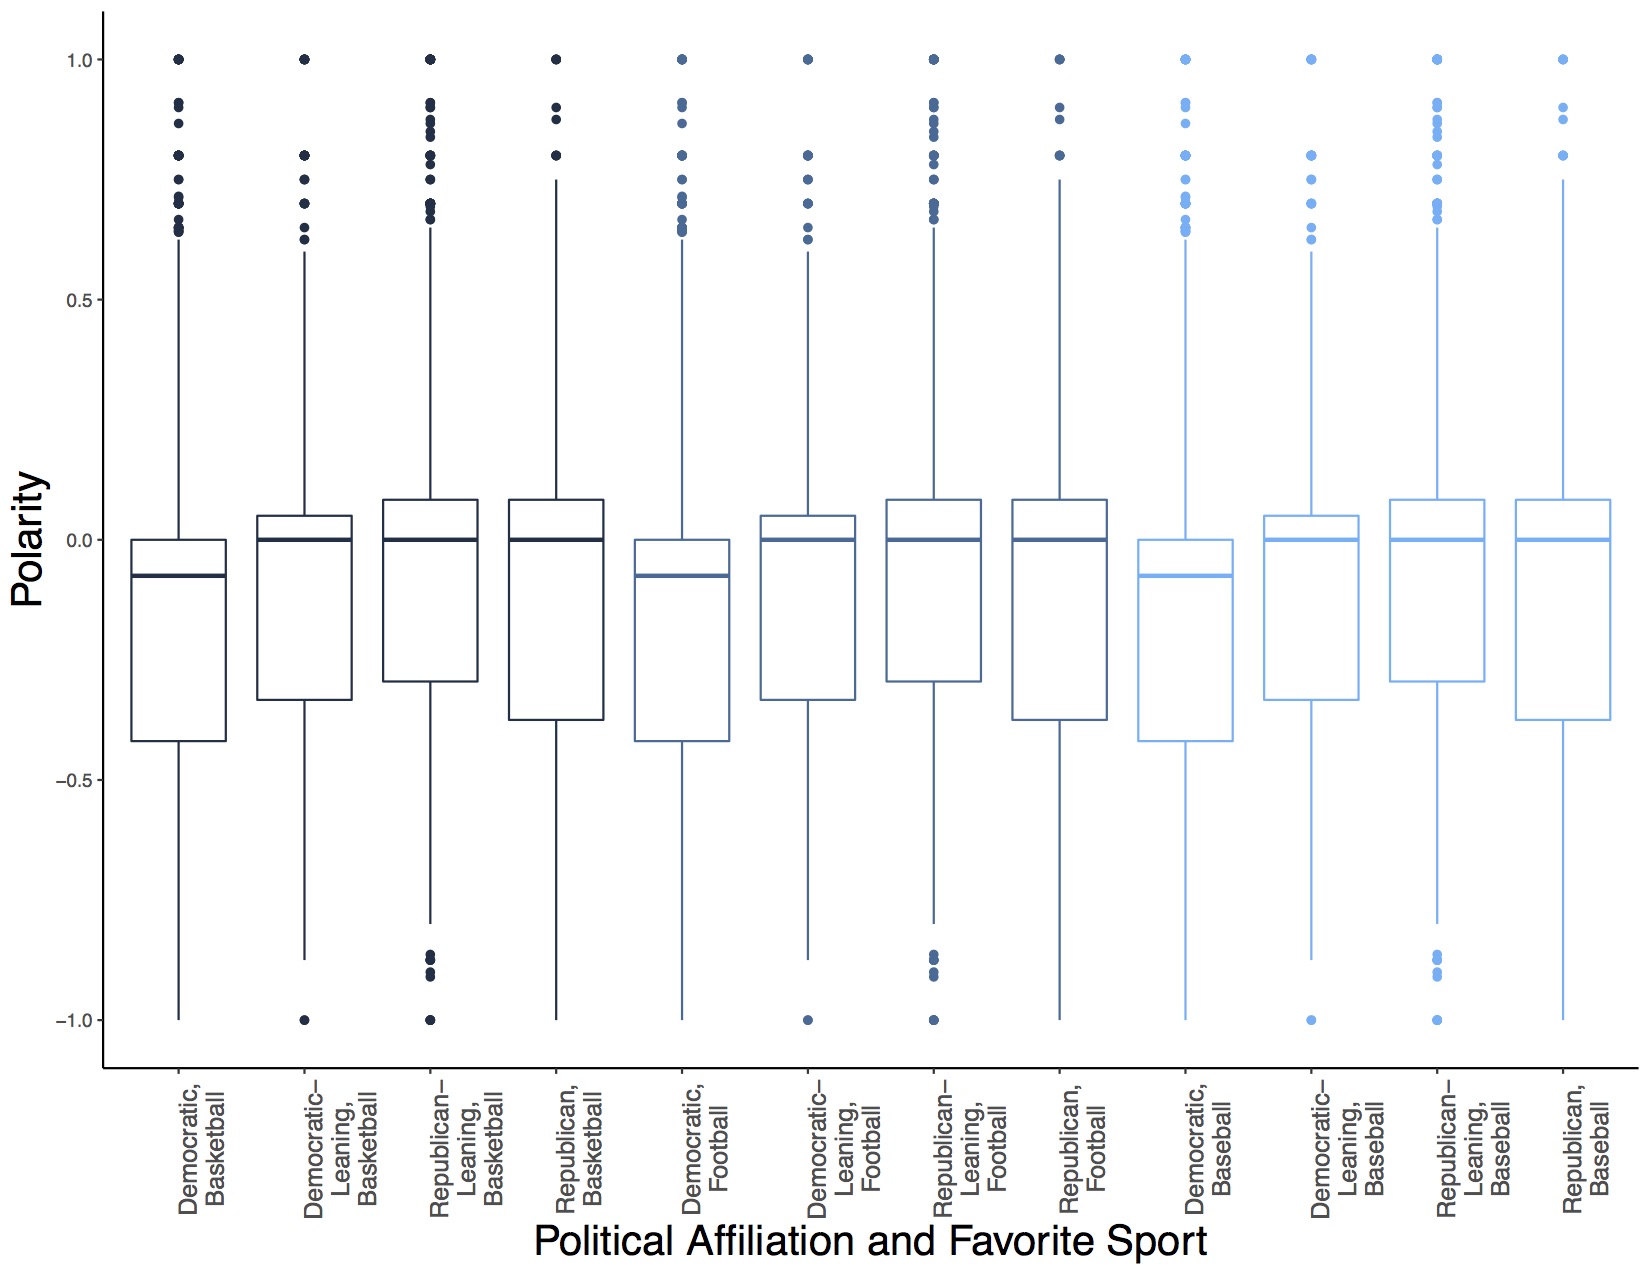 Polarity
1.0
0.5
0.0
−0.5
−1.0
Democratic,
Basketball
Democratic−
Leaning,
Basketball
Republican−
Leaning,
Basketball
Republican,
Basketball
Democratic,
Football
Democratic−
Leaning,
Football
Republican−
Leaning,
Football
Republican,
Football
Democratic,
Baseball
Democratic−
Leaning,
Baseball
Republican−
Leaning,
Baseball
Republican,
Baseball
Political Affiliation and Favorite Sport